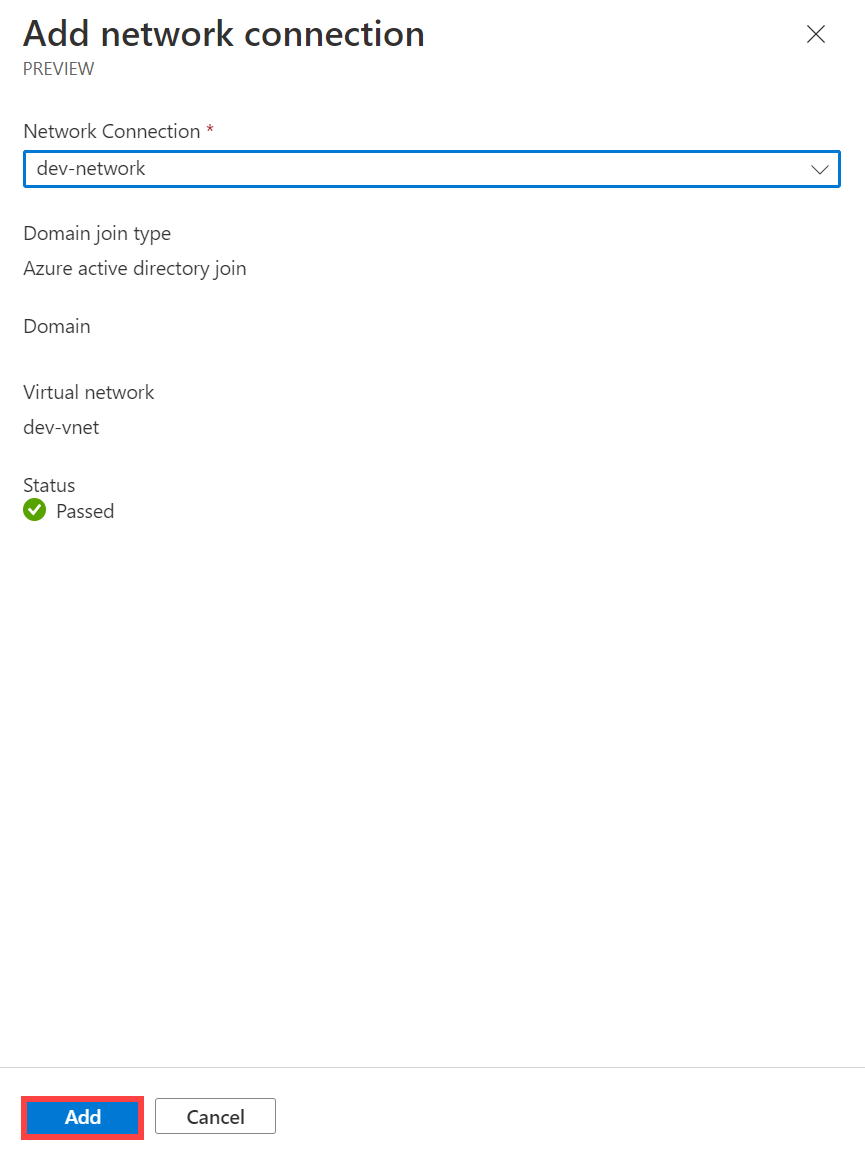 Add network connection
PREVIEW
Network Connection *
dev-network
Domain join type
Azure active directory join
Domain
Virtual network
dev-vnet
Status
Passed
Add Cancel